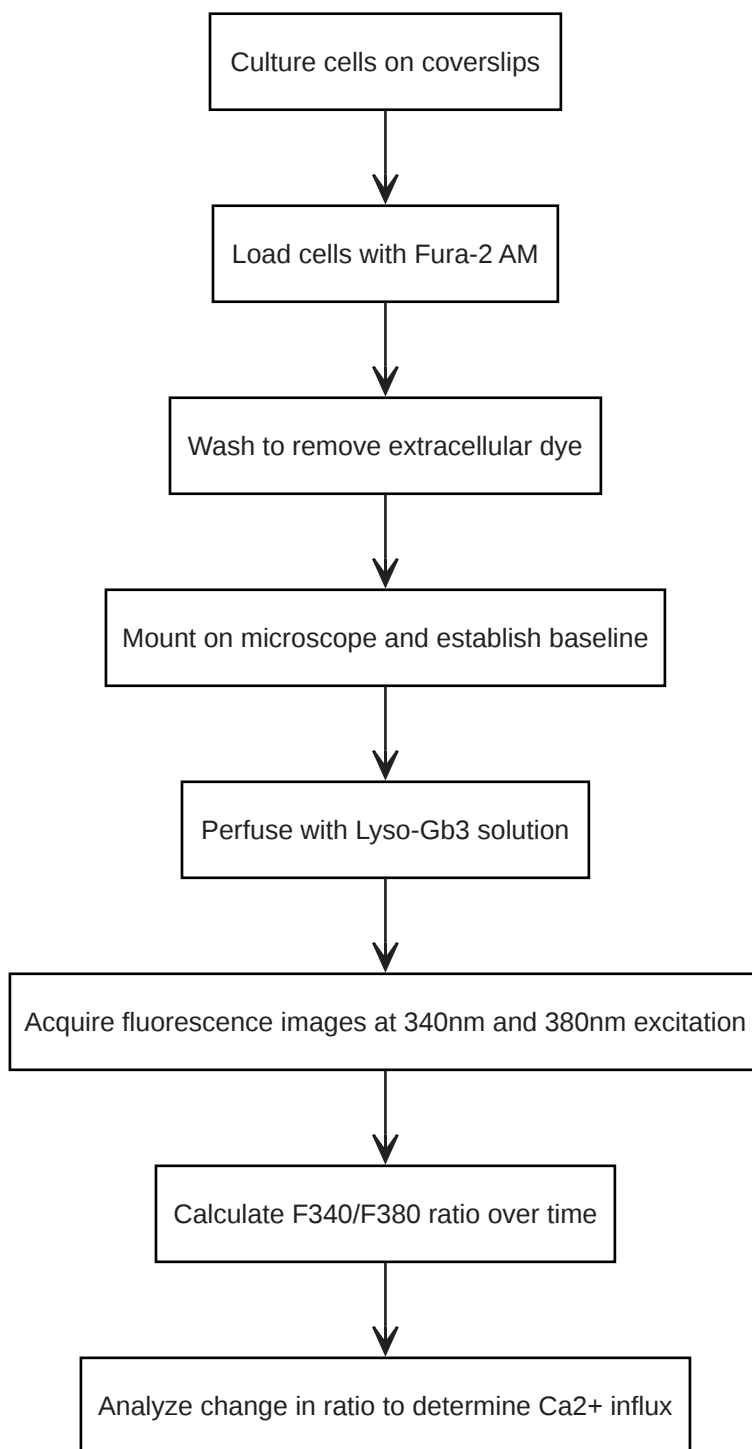 Culture cells on coverslips
Load cells with Fura-2 AM
Wash to remove extracellular dye
Mount on microscope and establish baseline
Perfuse with Lyso-Gb3 solution
Acquire fluorescence images at 340nm and 380nm excitation
Calculate F340/F380 ratio over time
Analyze change in ratio to determine Ca2+ influx